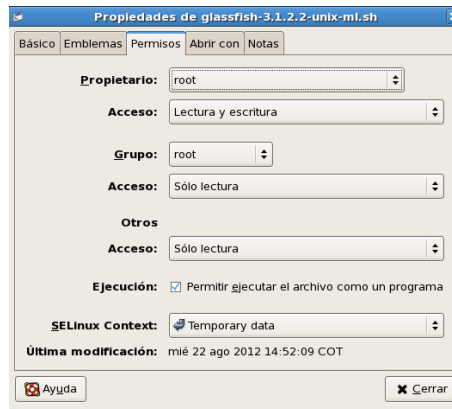 Propiedades de glassfish-3.1.2.2-unix-ml.sh
Básico Emblemas Permisos Abrir con Notas
Propietario: root
Acceso: Lectura y escritura
Grupo: root
Acceso: Sólo lectura
Otros
Acceso: Sólo lectura
Ejecución: Permitir ejecutar el archivo como un programa
SELinux Context: Temporary data
Última modificación: mié 22 ago 2012 14:52:09 COT
Ayuda Cerrar